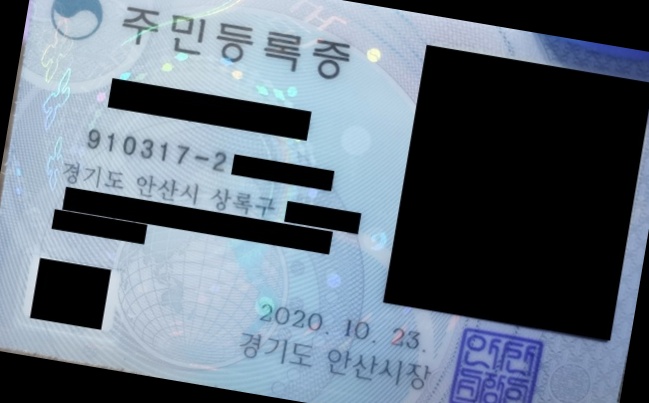 주민등록증
910317-2
경기도 안산시 상록구
2020. 10. 23.
경기도 안산시장